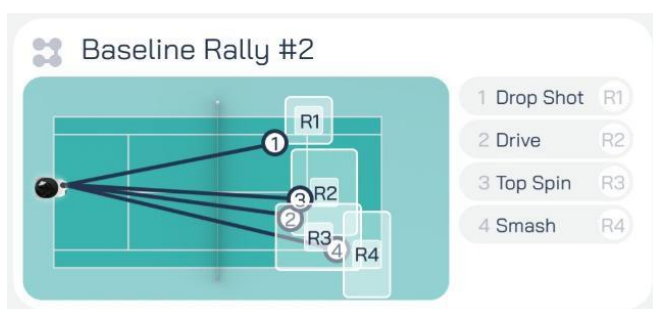 Baseline Rally #2
1 Drop Shot R1
2 Drive R2
3 Top Spin R3
4 Smash R4
R1
1
3 R2
2
R3
4 R4